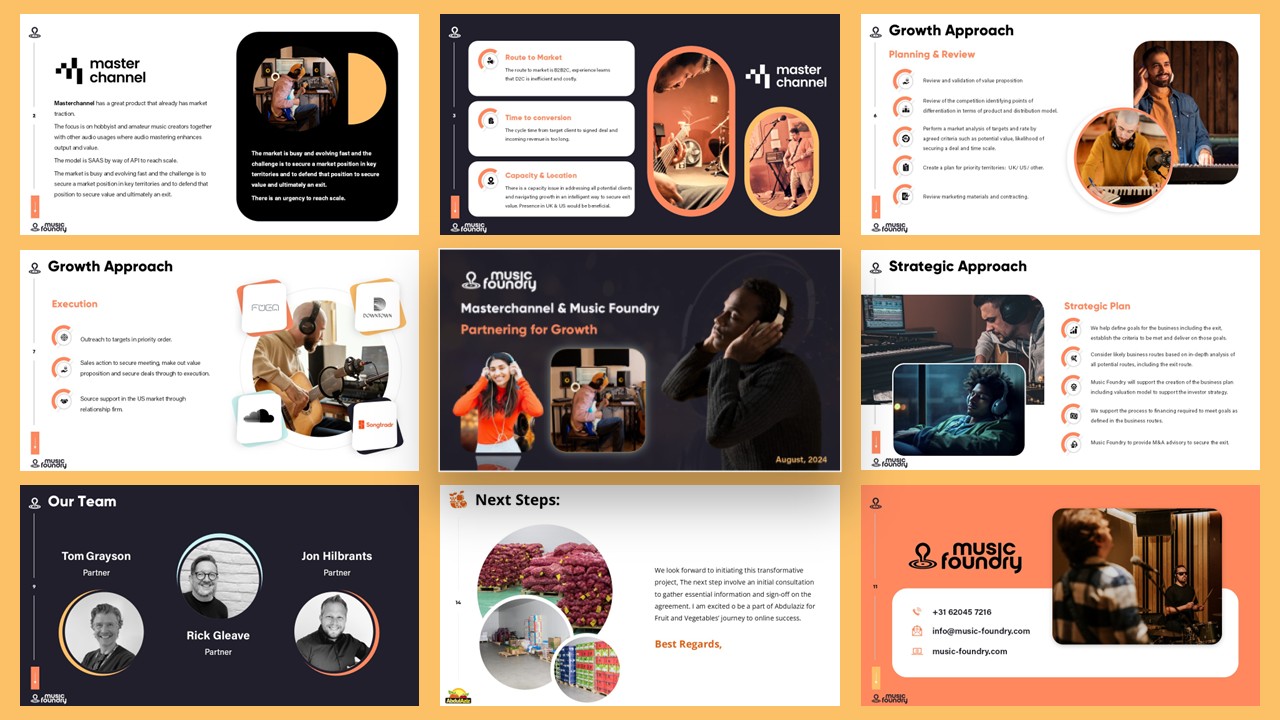 master
channel
Masterchannel has a great product that already has market
traction.
The focus is on hobbyist and amateur music creators together
with other audio usages where audio mastering enhances
output and value.
The model is SAAS by way of API to reach scale.
The market is busy and evolving fast and the challenge is to
secure a market position in key territories and to defend that
position to secure value and ultimately an exit.
The market is busy and evolving fast and the
challenge is to secure a market position in key
territories and to defend that position to secure
value and ultimately an exit.
There is an urgency to reach scale.
2
music
foundry
Route to Market
The route to market is B2B2C, experience learns
that D2C is inefficient and costly.
Time to conversion
The cycle time from target client to signed deal and
incoming revenue is too long.
Capacity & Location
There is a capacity issue in addressing all potential clients
and navigating growth in an intelligent way to secure exit
value. Presence in UK & US would be beneficial.
master
channel
3
music
foundry
Growth Approach
Planning & Review
Review and validation of value proposition
Review of the competition identifying points of
differentiation in terms of product and distribution model.
Perform a market analysis of targets and rate by
agreed criteria such as potential value, likelihood of
securing a deal and time scale.
Create a plan for priority territories: UK/ US/ other.
Review marketing materials and contracting.
6
music
foundry
Growth Approach
Execution
Outreach to targets in priority order.
Sales action to secure meeting, make out value
proposition and secure deals through to execution.
Source support in the US market through
relationship firm.
FUGA
DOWNTOWN
Songtradr
7
music
foundry
music
foundry
Masterchannel & Music Foundry
Partnering for Growth
August, 2024
Strategic Approach
Strategic Plan
We help define goals for the business including the exit,
establish the criteria to be met and deliver on those goals.
Consider likely business routes based on in-depth analysis of
all potential routes, including the exit route.
Music Foundry will support the creation of the business plan
including valuation model to support the investor strategy.
We support the process to financing required to meet goals as
defined in the business routes.
Music Foundry to provide M&A advisory to secure the exit.
music
foundry
Our Team
Tom Grayson
Partner
Rick Gleave
Partner
Jon Hilbrants
Partner
music
foundry
Next Steps:
We look forward to initiating this transformative
project, The next step involve an initial consultation
to gather essential information and sign-off on the
agreement. I am excited o be a part of Abdulaziz for
Fruit and Vegetables' journey to online success.
Best Regards,
14
AbdulAziz
music
foundry
+31 62045 7216
info@music-foundry.com
music-foundry.com
11
music
foundry